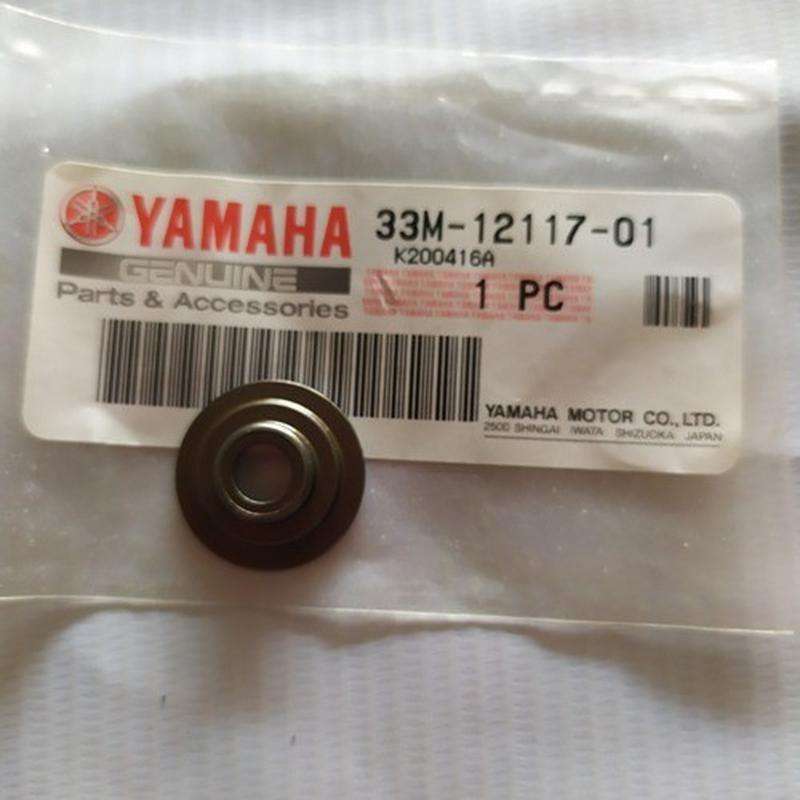 YAMAHA
GENUINE
Parts & Accessories
33M-12117-01
K200416A
1 PC
YAMAHA MOTOR CO., LTD.
2500 SHINGAI IWATA SHIZUOKA JAPAN